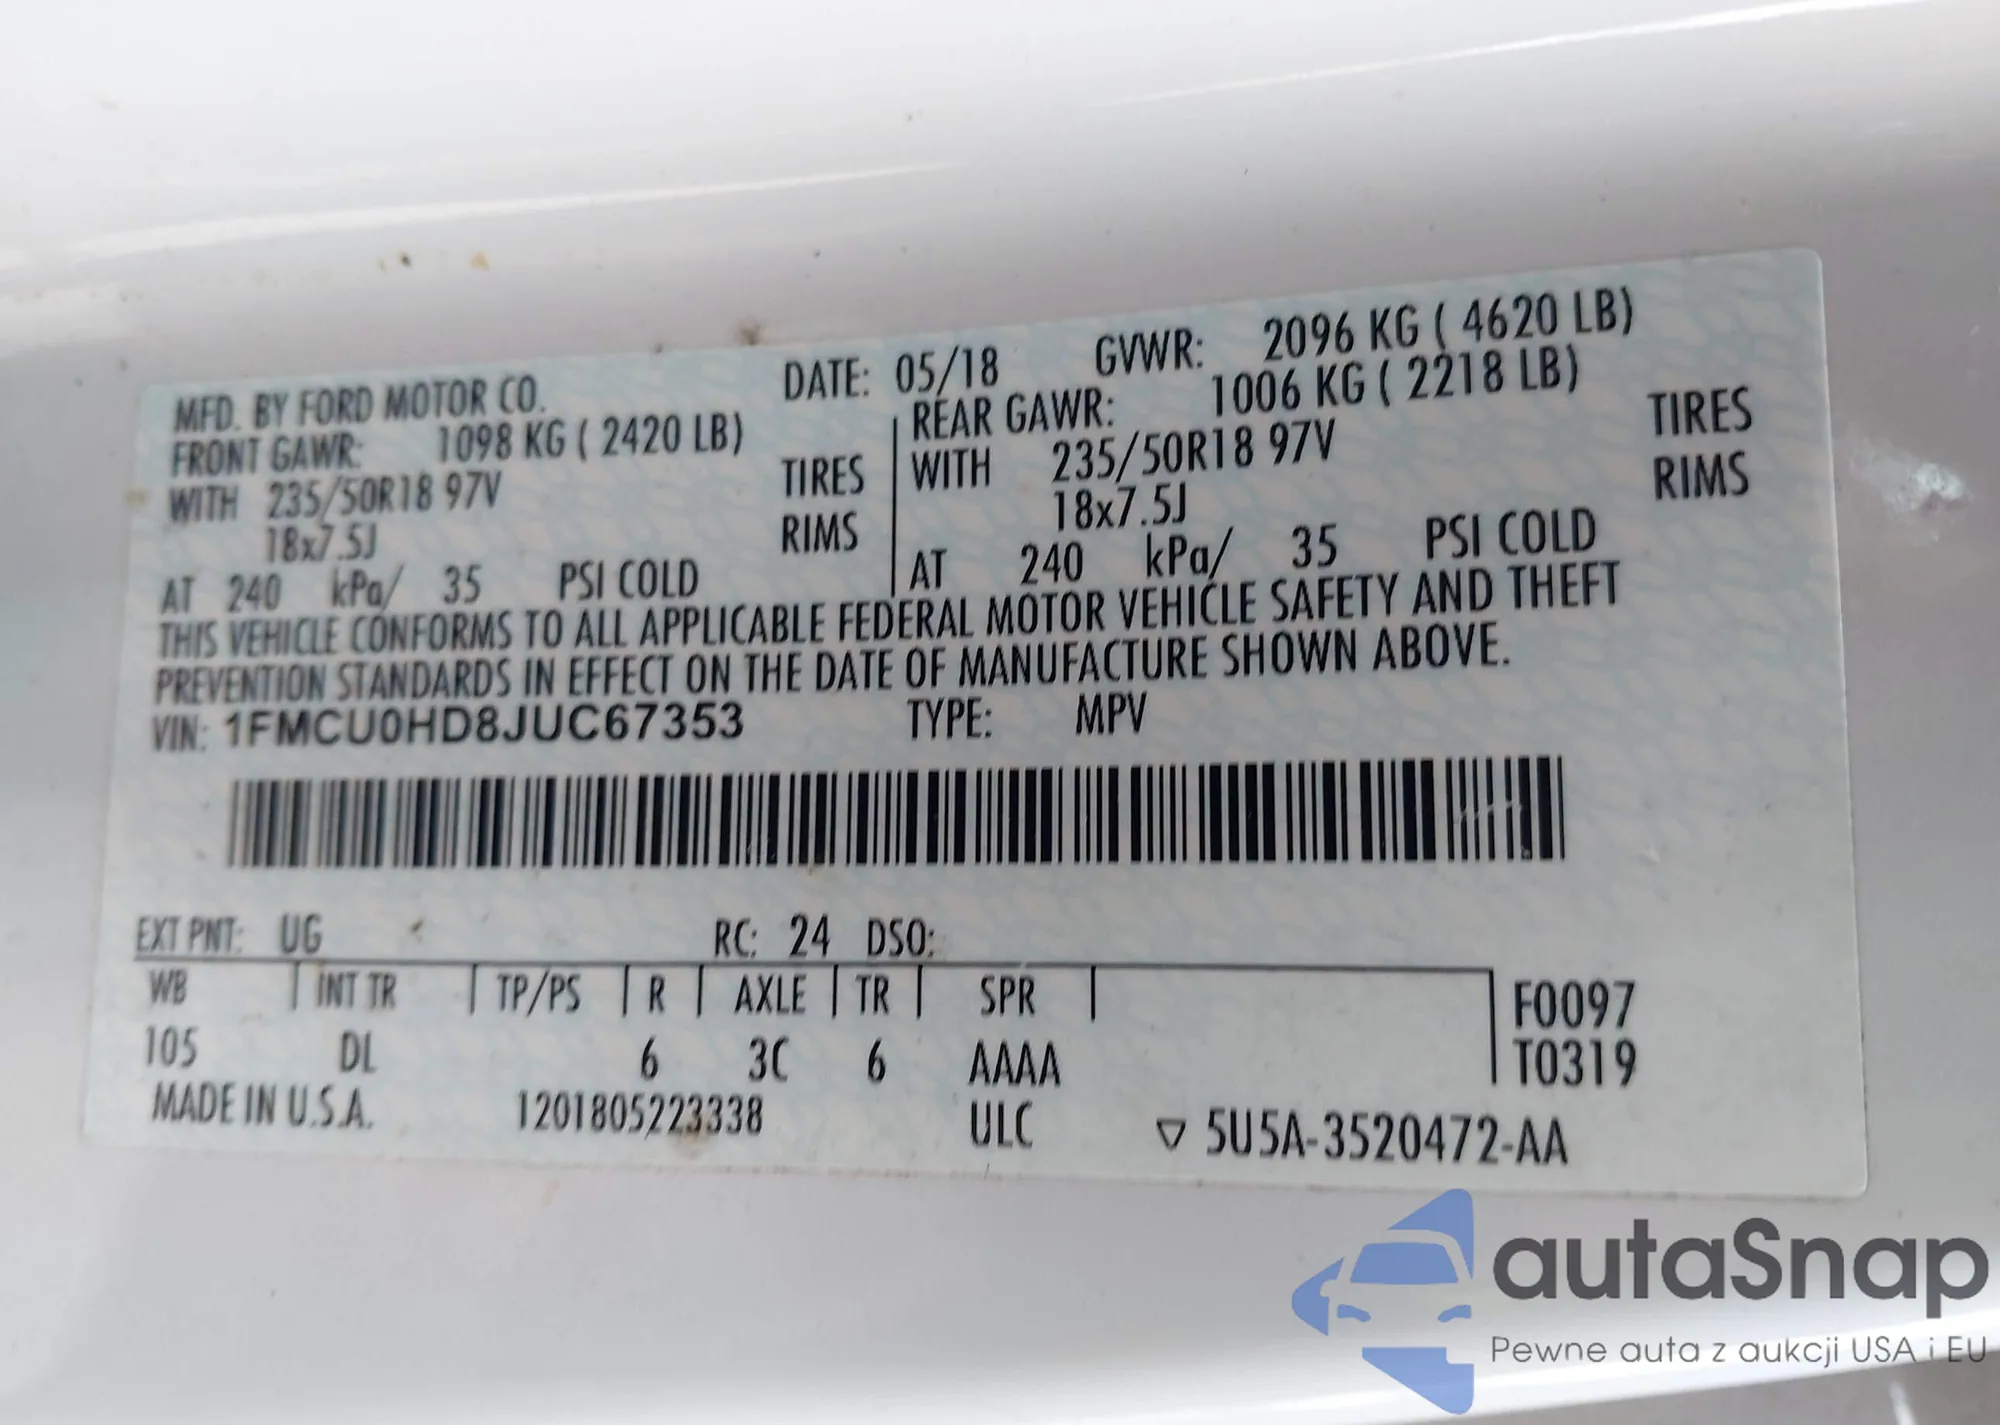 MFD. BY FORD MOTOR CO. DATE: 05/18 GVWR: 2096 KG ( 4620 LB)
FRONT GAWR: 1098 KG ( 2420 LB) REAR GAWR: 1006 KG ( 2218 LB)
WITH 235/50R18 97V TIRES WITH 235/50R18 97V TIRES
18x7.5J RIMS 18x7.5J RIMS
AT 240 kPa/ 35 PSI COLD AT 240 kPa/ 35 PSI COLD
THIS VEHICLE CONFORMS TO ALL APPLICABLE FEDERAL MOTOR VEHICLE SAFETY AND THEFT
PREVENTION STANDARDS IN EFFECT ON THE DATE OF MANUFACTURE SHOWN ABOVE.
VIN: 1FMCU0HD8JUC67353 TYPE: MPV
EXT PNT: UG RC: 24 DSO:
WB INT TR TP/PS R AXLE TR SPR F0097
105 DL 6 3C 6 AAAA T0319
MADE IN U.S.A. 1201805223338 ULC ▽ 5U5A-3520472-AA
autaSnap
Pewne auta z aukcji USA i EU